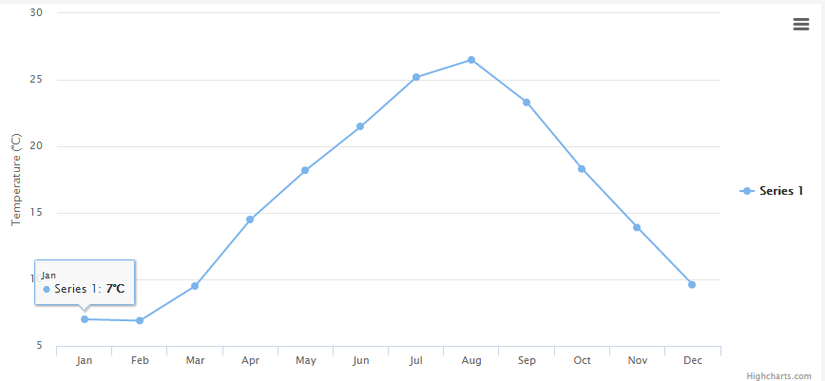 30
25
20
15
1
5
Temperature (°C)
Jan
Series 1: 7°C
Jan Feb Mar Apr May Jun Jul Aug Sep Oct Nov Dec
Series 1
Highcharts.com